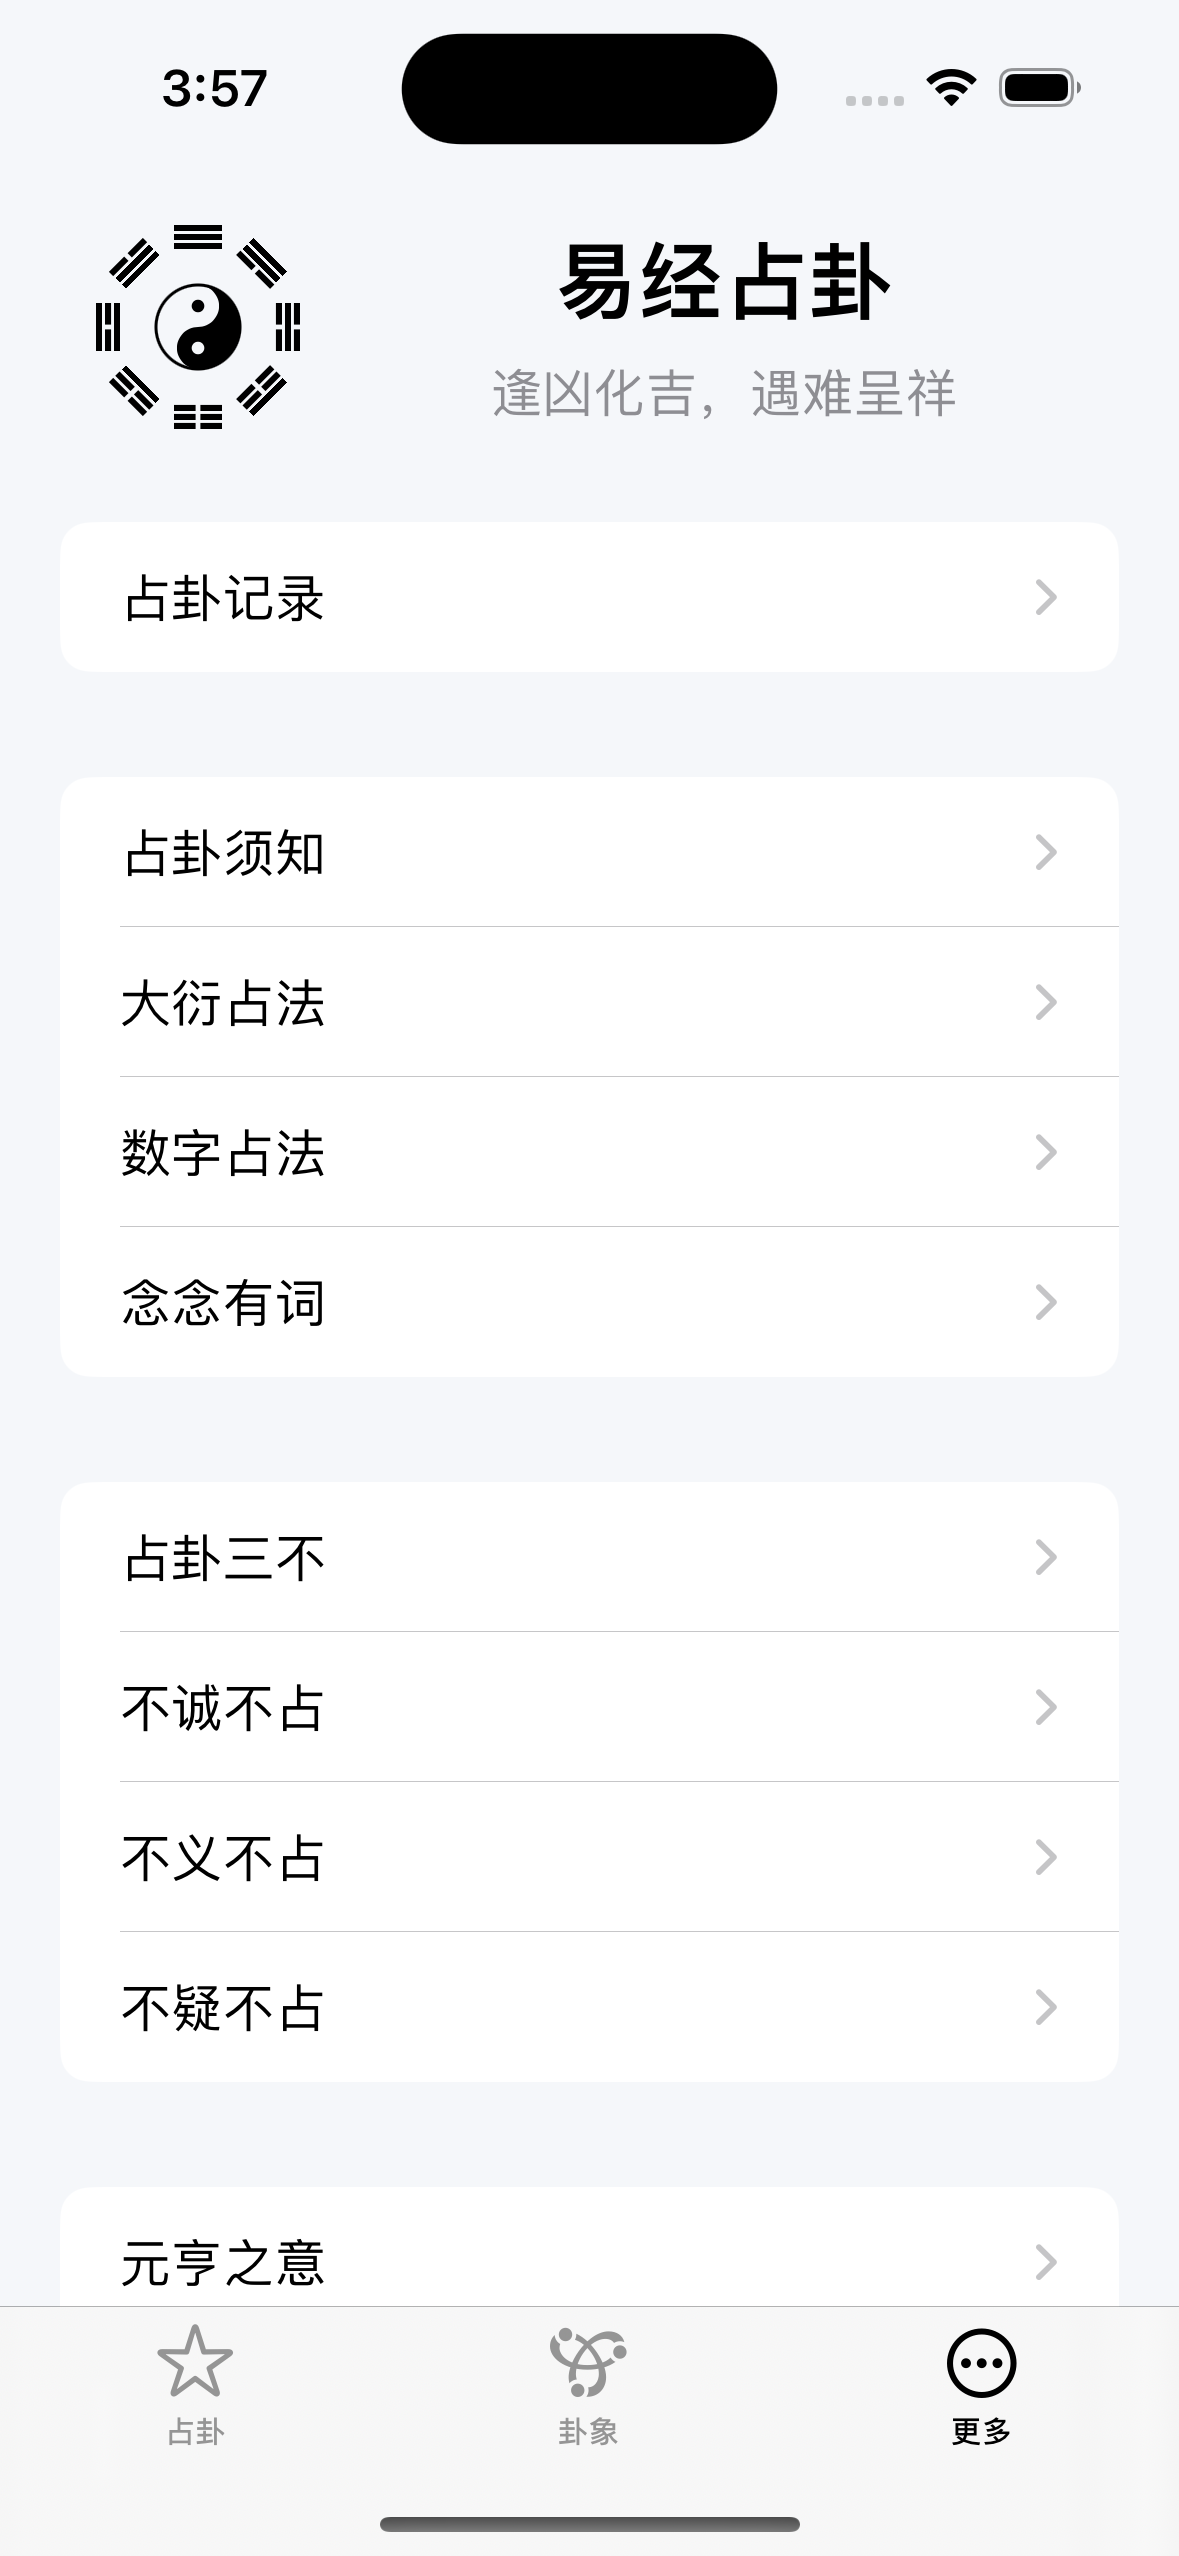 3:57
易经占卦
逢凶化吉，遇难呈祥
占卦记录
占卦须知
大衍占法
数字占法
念念有词
占卦三不
不诚不占
不义不占
不疑不占
元亨之意
占卦
卦象
更多